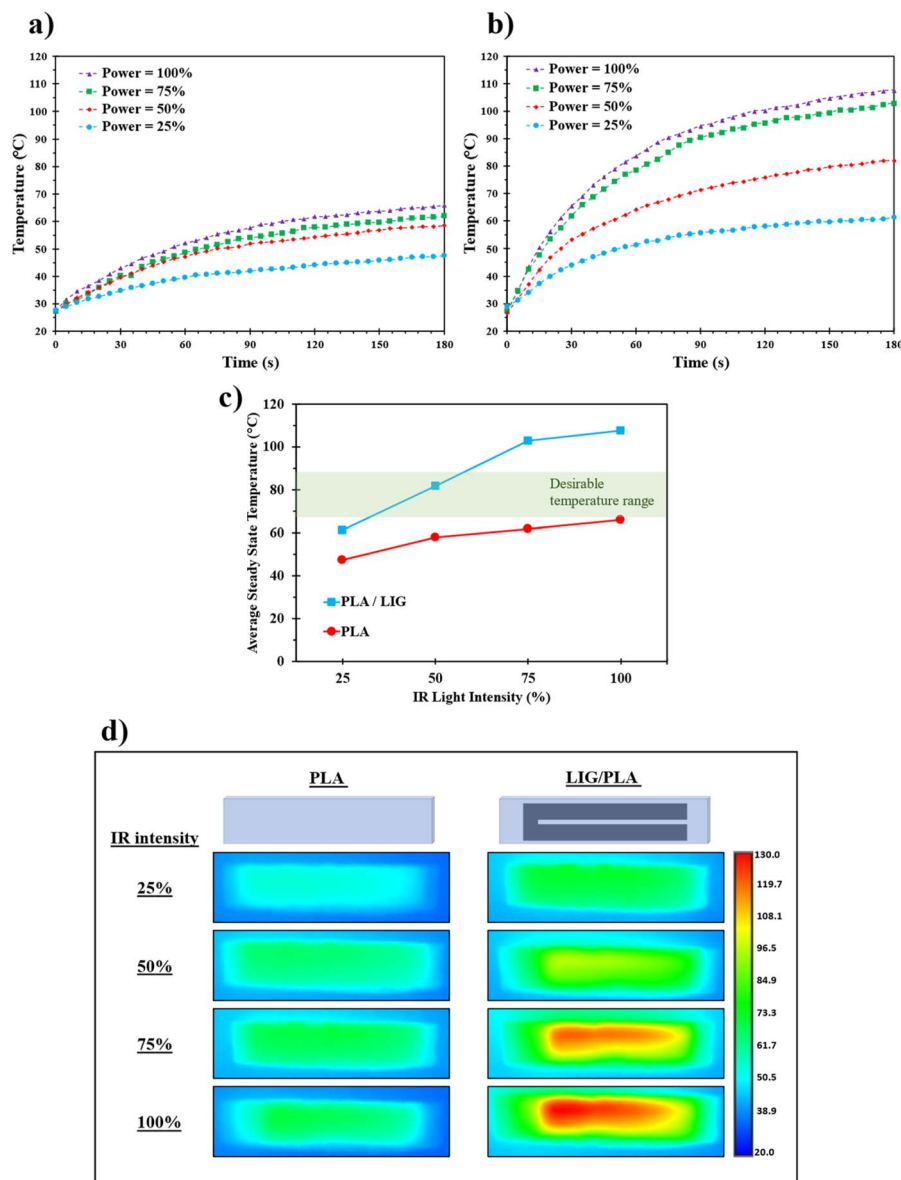 a)
120
110
100
90
80
70
60
50
40
30
20
Temperature (°C)
Power = 100%
Power = 75%
Power = 50%
Power = 25%
0
30
60
90
120
150
180
Time (s)
b)
120
110
100
90
80
70
60
50
40
30
20
Temperature (°C)
Power = 100%
Power = 75%
Power = 50%
Power = 25%
0
30
60
90
120
150
180
Time (s)
c)
120
100
80
60
40
20
0
Average Steady State Temperature (°C)
Desirable
temperature range
PLA / LIG
PLA
25
50
75
100
IR Light Intensity (%)
d)
PLA
LIG/PLA
IR intensity
25%
50%
75%
100%
130.0
119.7
108.1
96.5
84.9
73.3
61.7
50.5
38.9
20.0